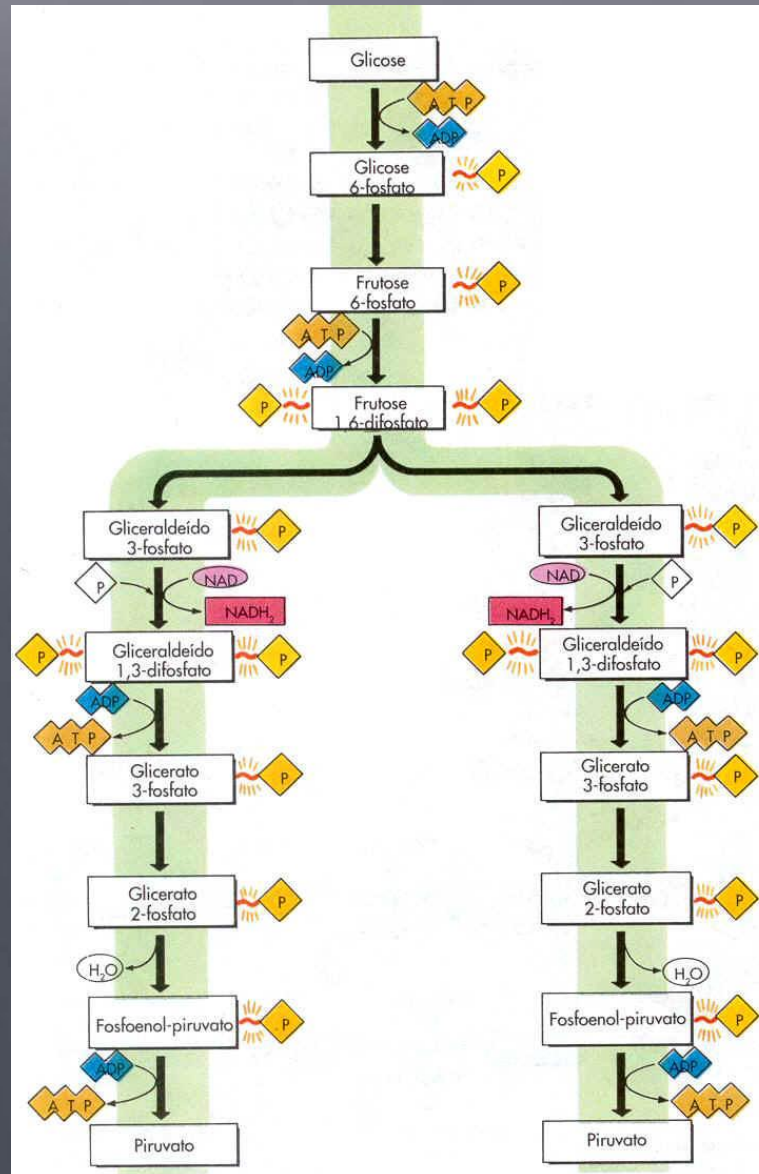 Glicose
A T P
ADP
Glicose
6-fosfato
P
Frutose
6-fosfato
P
A T P
ADP
P
Frutose
1,6-difosfato
P
Gliceraldeído
3-fosfato
P
P
NAD
NADH₂
P
Gliceraldeído
1,3-difosfato
P
ADP
A T P
Glicerato
3-fosfato
P
Glicerato
2-fosfato
P
H₂O
Fosfoenol-piruvato
P
ADP
A T P
Piruvato
Gliceraldeído
3-fosfato
P
NAD
P
NADH₂
P
Gliceraldeído
1,3-difosfato
P
ADP
A T P
Glicerato
3-fosfato
P
Glicerato
2-fosfato
P
H₂O
Fosfoenol-piruvato
P
ADP
A T P
Piruvato